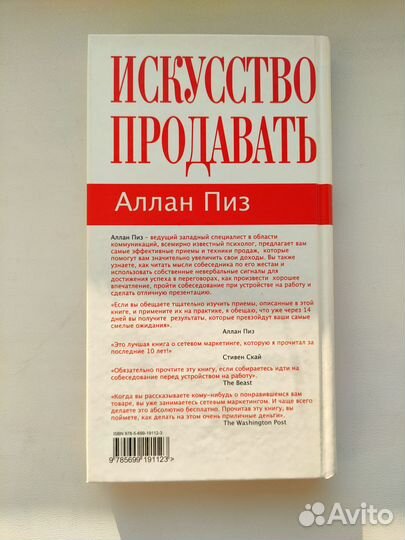 ИСКУССТВО
ПРОДАВАТЬ
Аллан Пиз
Аллан Пиз – ведущий западный специалист в области
коммуникаций, всемирно известный психолог, предлагает вам
самые эффективные приемы и техники продаж, которые
помогут вам значительно увеличить свои доходы. Вы также
узнаете, как читать мысли собеседника по его жестам и
использовать собственные невербальные сигналы для
достижения успеха в переговорах, как произвести хорошее
впечатление, пройти собеседование при устройстве на работу и
сделать отличную презентацию.
«Если вы обещаете тщательно изучить приемы, описанные в этой
книге, и примените их на практике, я обещаю, что уже через 14
дней вы получите результаты, которые превзойдут ваши самые
смелые ожидания».
Аллан Пиз
«Это лучшая книга о сетевом маркетинге, которую я прочитал за
последние 10 лет!»
Стивен Скай
«Обязательно прочтите эту книгу, если собираетесь идти на
собеседование перед устройством на работу».
The Beast
«Когда вы рассказываете кому-нибудь о понравившемся вам
товаре, вы уже занимаетесь сетевым маркетингом. И чаще всего
делаете это абсолютно бесплатно. Прочитав эту книгу, вы
поймете, как делать на этом очень приличные деньги».
The Washington Post
ISBN 978-5-699-19112-3
9 785699 191123 >
Avito